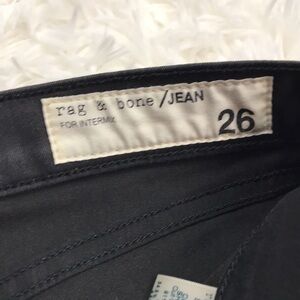 rag & bone/JEAN
FOR INTERMIX
26